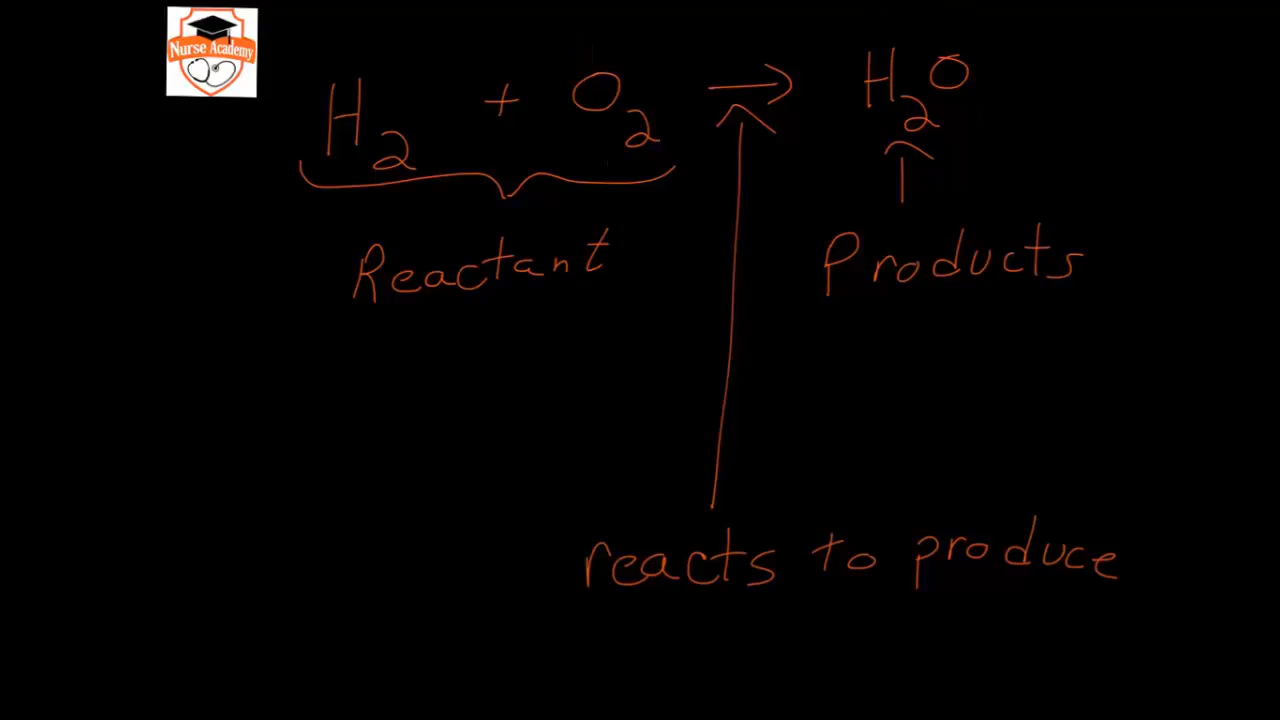 Nurse Academy
H₂ + O₂ → H₂O
Reactant
Products
reacts to produce